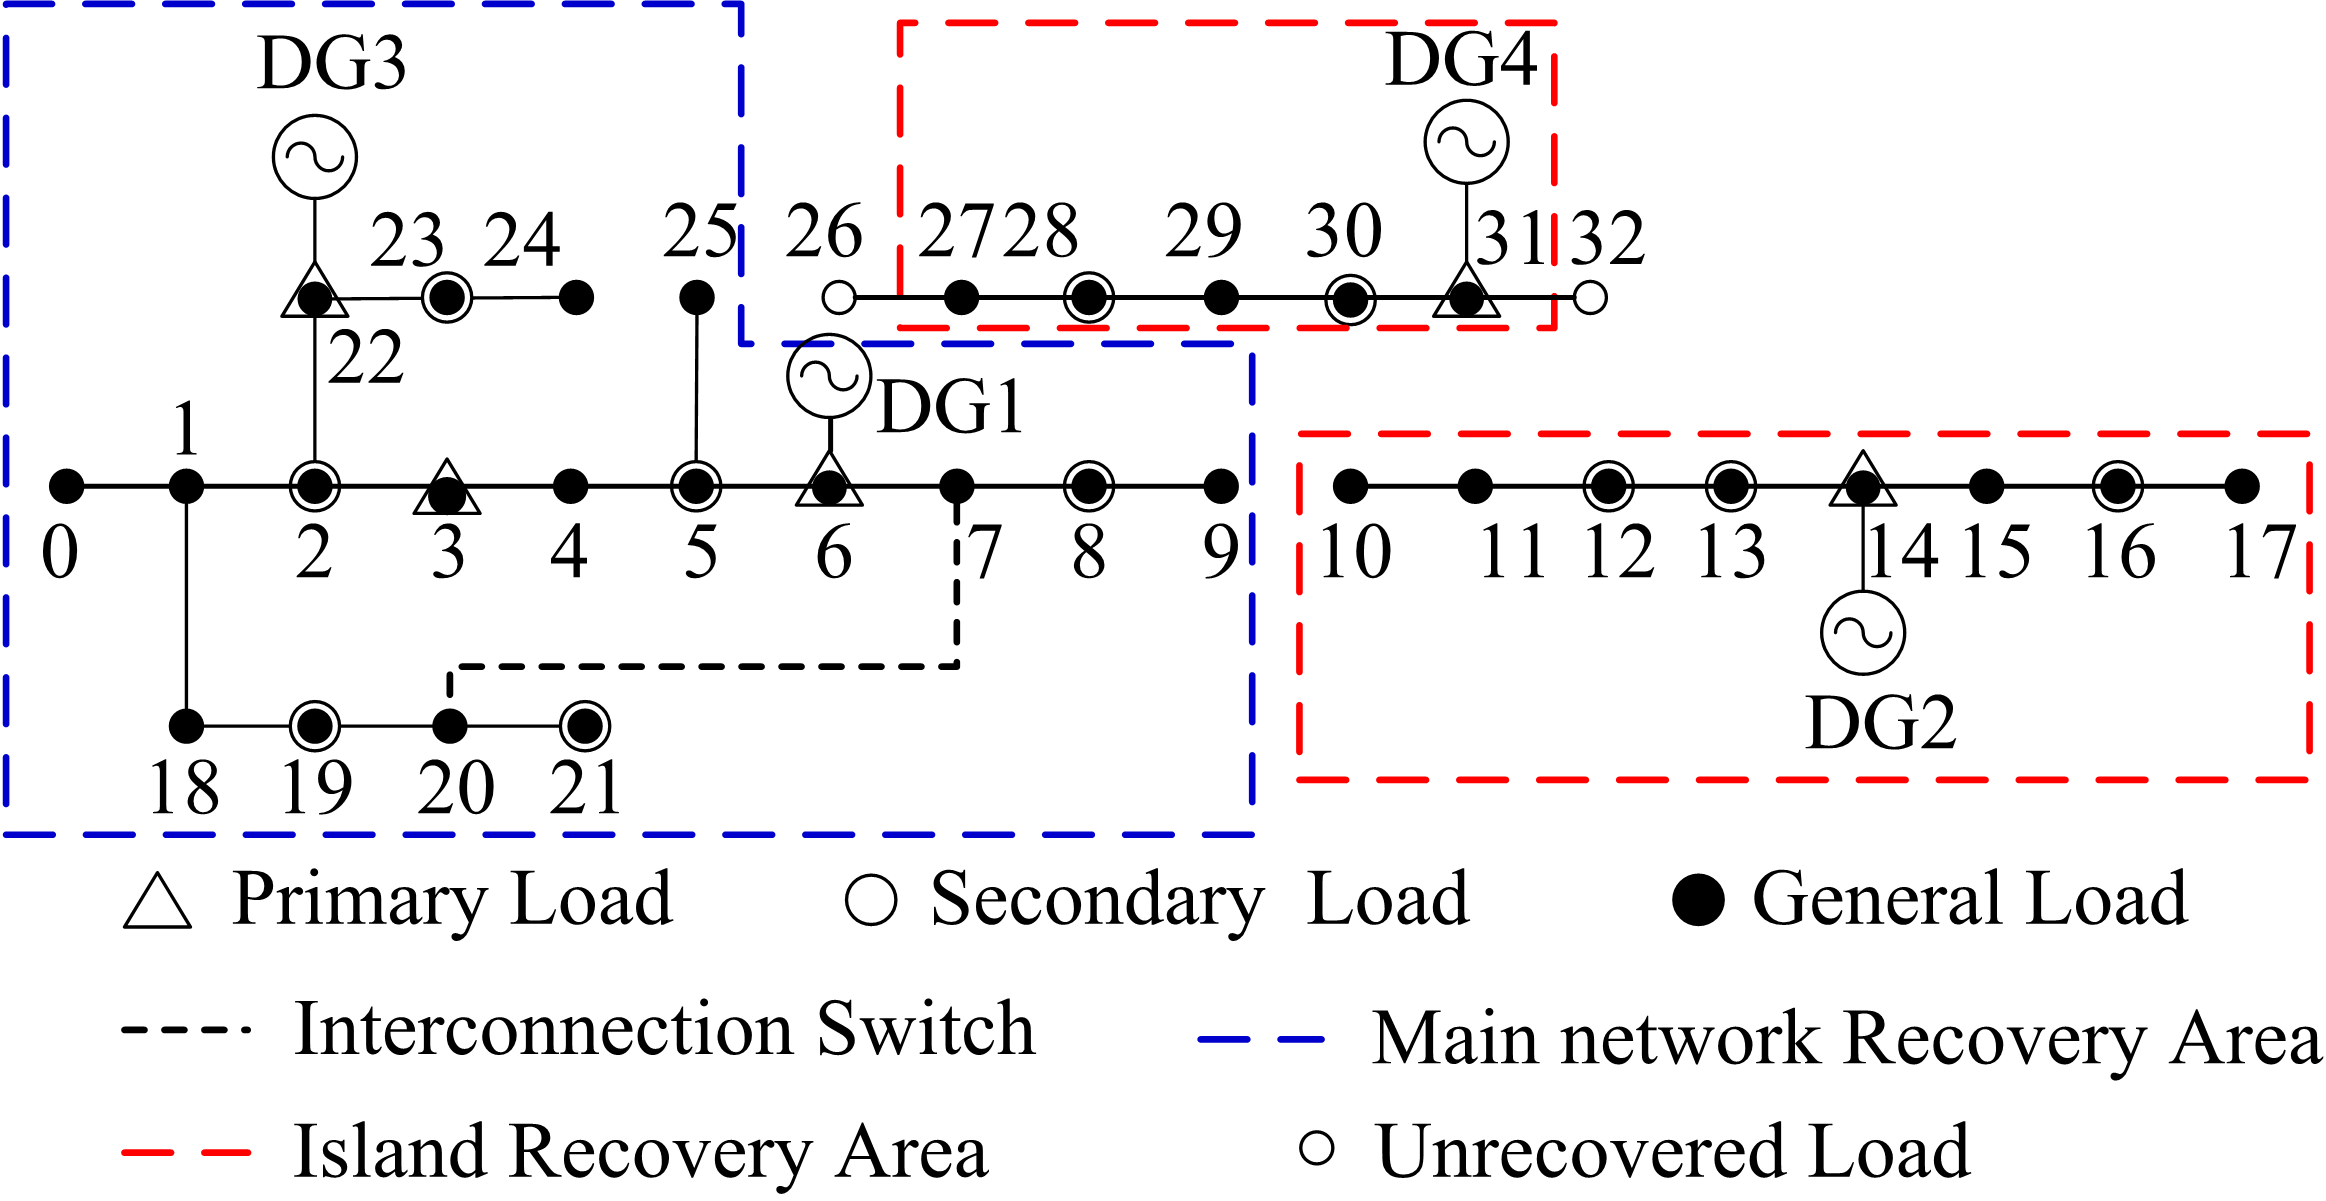 DG3
DG4
23 24 25 26 27 28 29 30 31 32
22
DG1
1
0 2 3 4 5 6 7 8 9 10 11 12 13 14 15 16 17
DG2
18 19 20 21
Primary Load
Secondary Load
General Load
Interconnection Switch
Main network Recovery Area
Island Recovery Area
Unrecovered Load